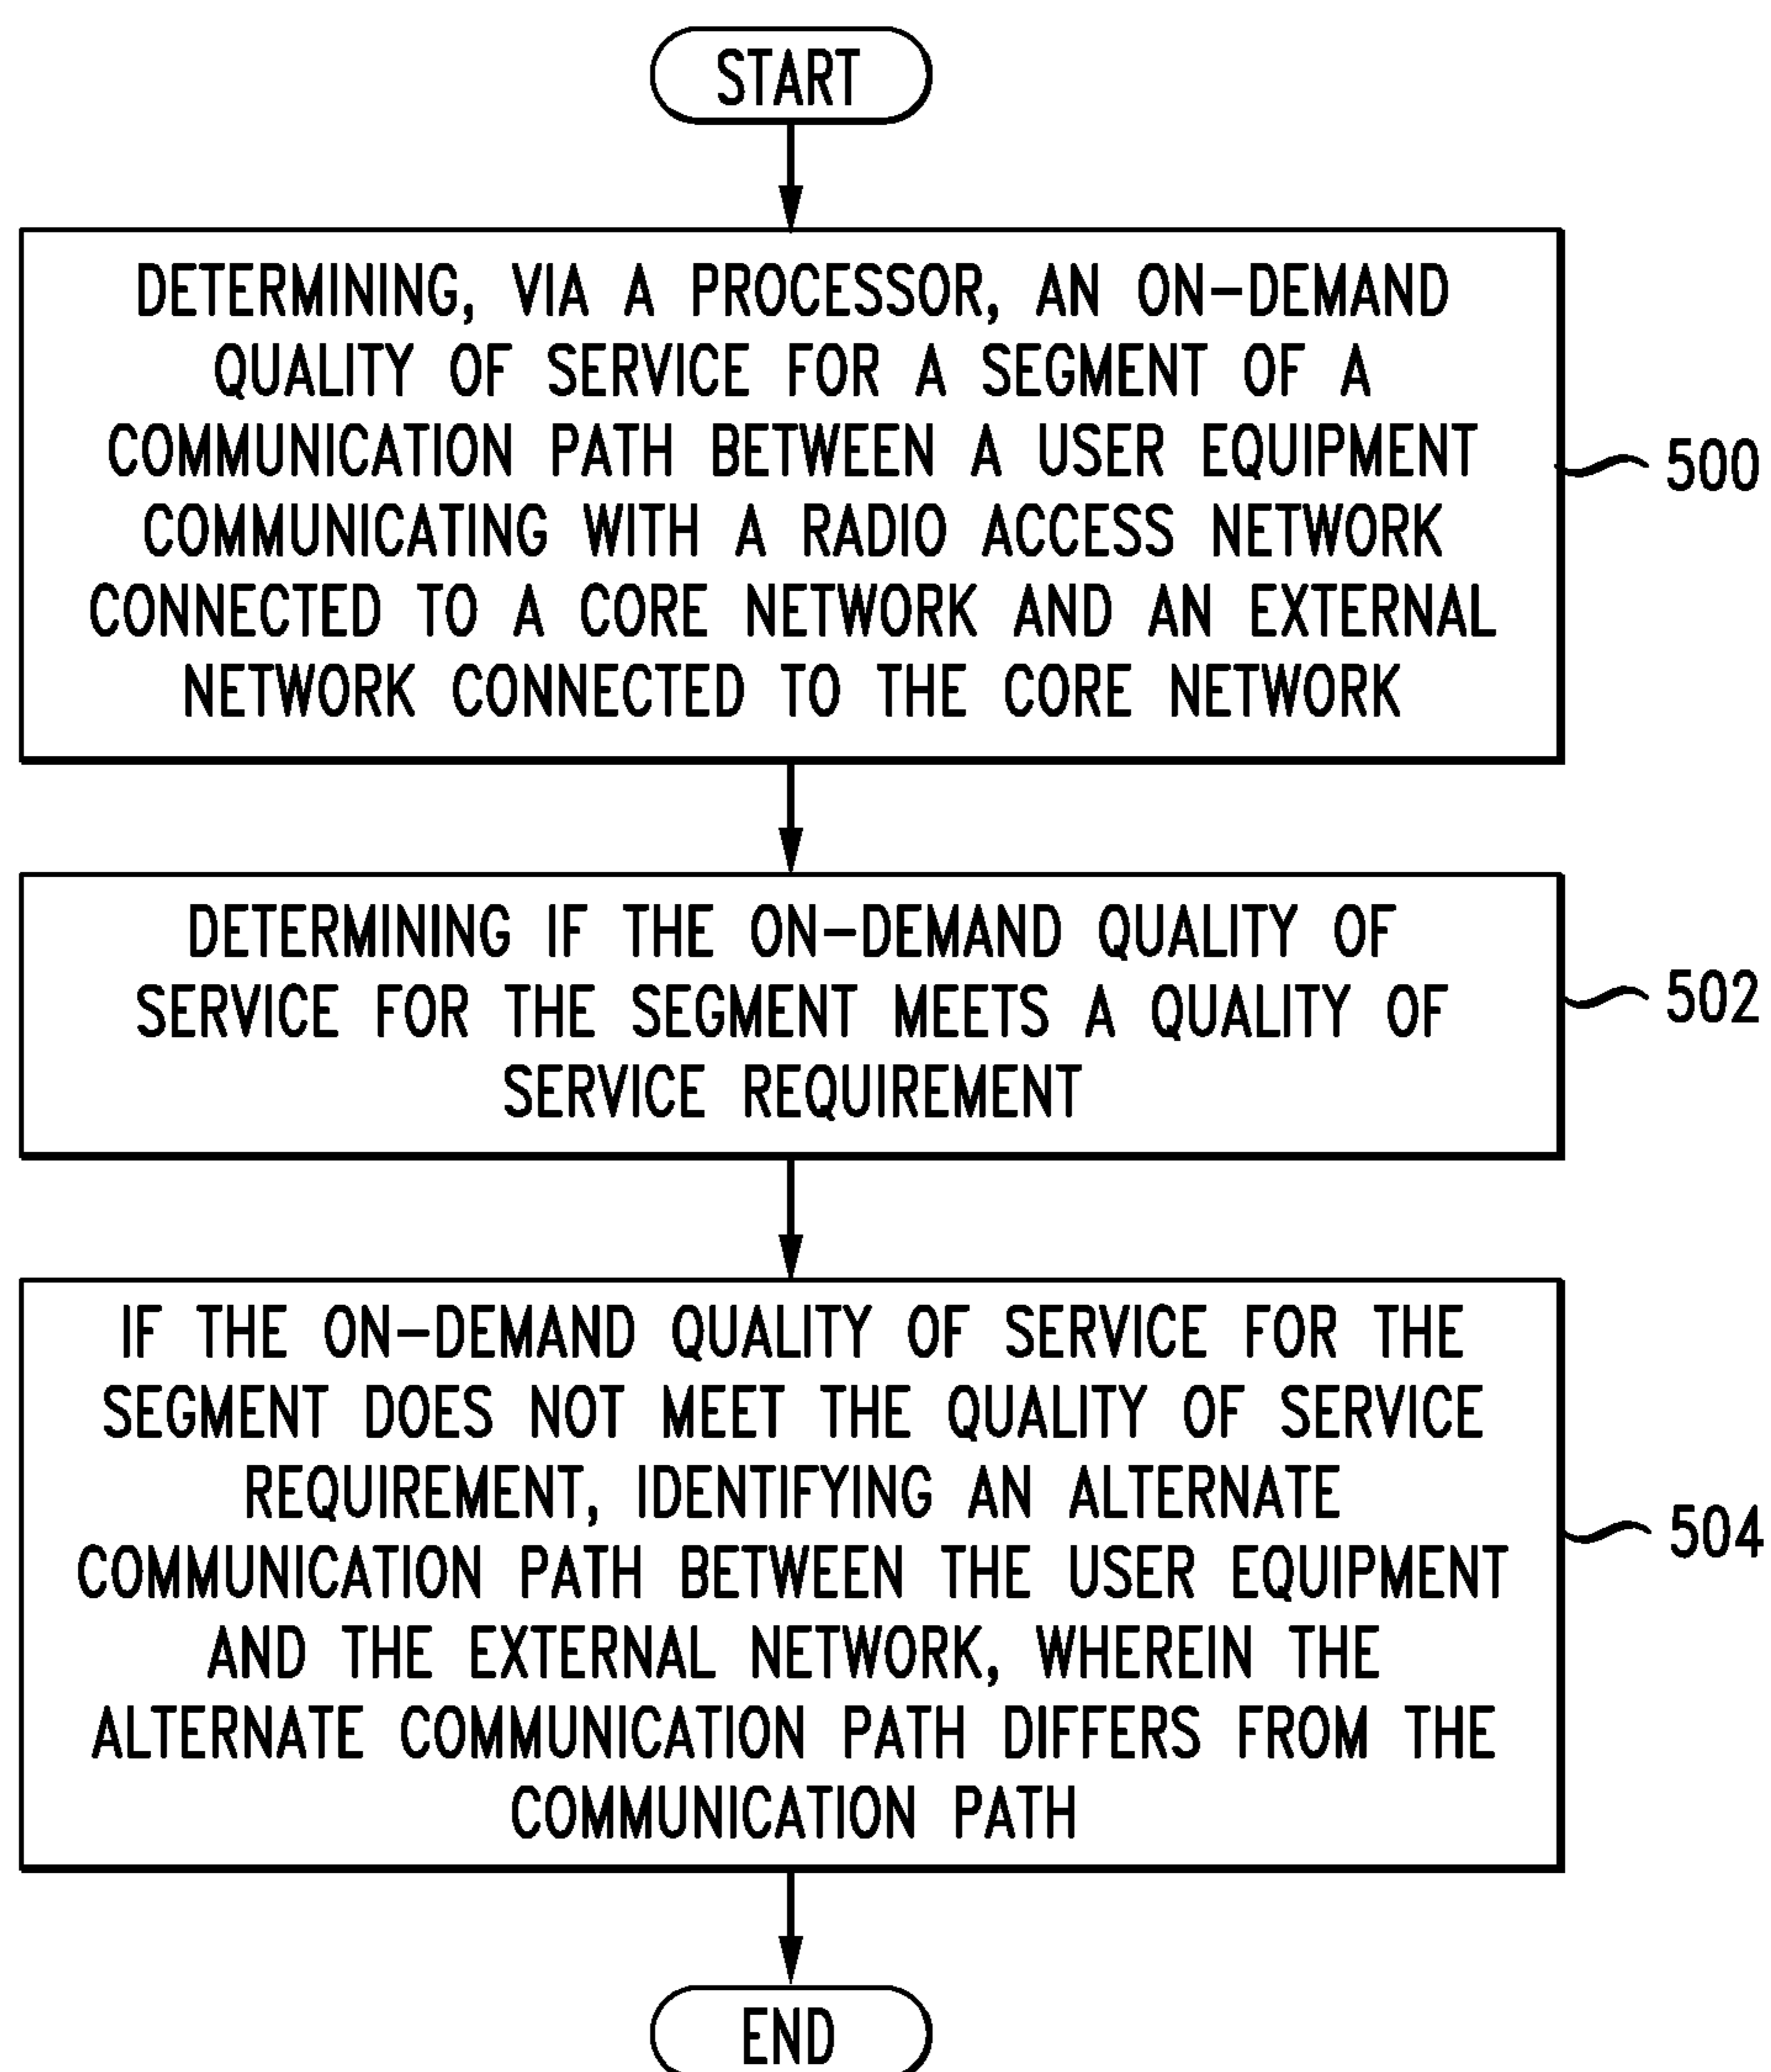 START
DETERMINING, VIA A PROCESSOR, AN ON-DEMAND
QUALITY OF SERVICE FOR A SEGMENT OF A
COMMUNICATION PATH BETWEEN A USER EQUIPMENT
COMMUNICATING WITH A RADIO ACCESS NETWORK
CONNECTED TO A CORE NETWORK AND AN EXTERNAL
NETWORK CONNECTED TO THE CORE NETWORK
500
DETERMINING IF THE ON-DEMAND QUALITY OF
SERVICE FOR THE SEGMENT MEETS A QUALITY OF
SERVICE REQUIREMENT
502
IF THE ON-DEMAND QUALITY OF SERVICE FOR THE
SEGMENT DOES NOT MEET THE QUALITY OF SERVICE
REQUIREMENT, IDENTIFYING AN ALTERNATE
COMMUNICATION PATH BETWEEN THE USER EQUIPMENT
AND THE EXTERNAL NETWORK, WHEREIN THE
ALTERNATE COMMUNICATION PATH DIFFERS FROM THE
COMMUNICATION PATH
504
END